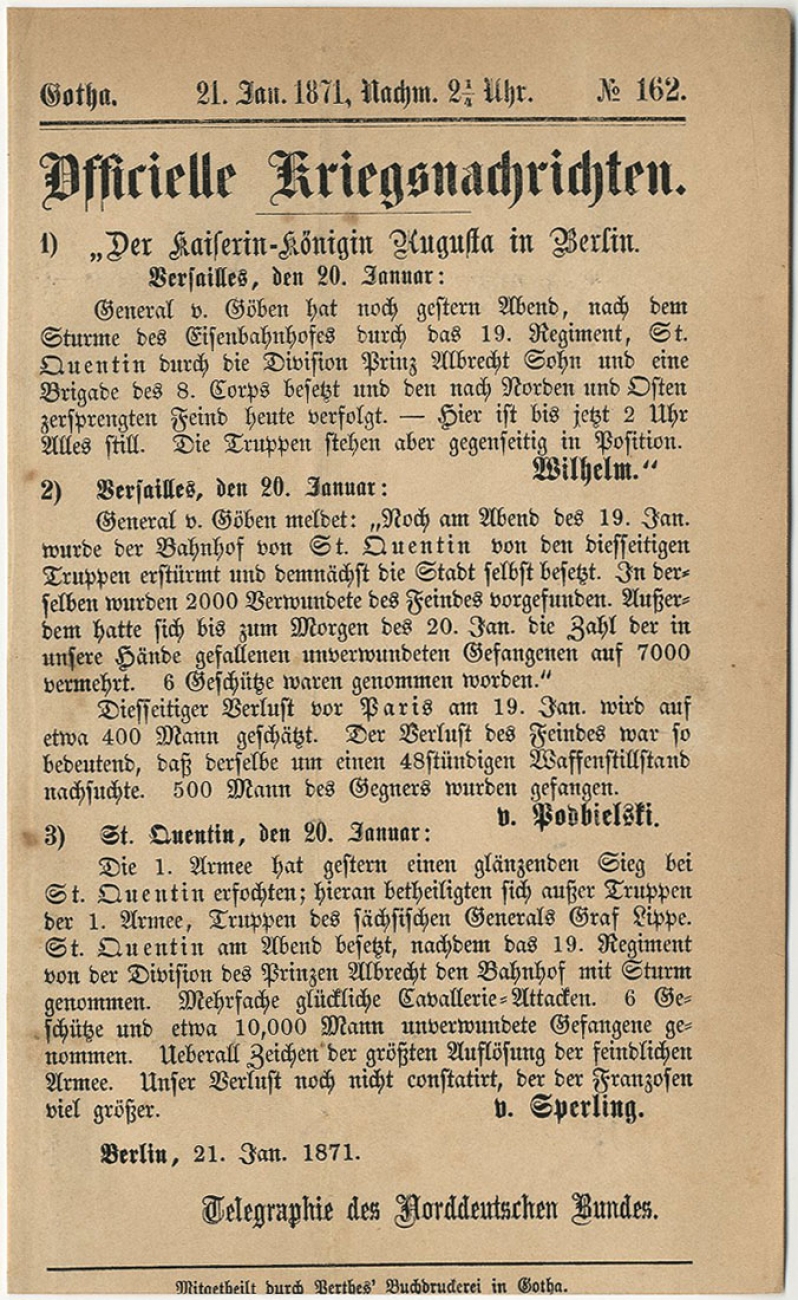 Gotha. 21. Jan. 1871, Nachm. 2¼ Uhr. № 162.
Officielle Kriegsnachrichten.
1) „Der Kaiserin-Königin Augusta in Berlin.
Versailles, den 20. Januar:
General v. Göben hat noch gestern Abend, nach dem
Sturme des Eisenbahnhofes durch das 19. Regiment, St.
Quentin durch die Division Prinz Albrecht Sohn und eine
Brigade des 8. Corps besetzt und den nach Norden und Osten
zersprengten Feind heute verfolgt. — Hier ist bis jetzt 2 Uhr
Alles still. Die Truppen stehen aber gegenseitig in Position.
Wilhelm.“
2) Versailles, den 20. Januar:
General v. Göben meldet: „Noch am Abend des 19. Jan.
wurde der Bahnhof von St. Quentin von den diesseitigen
Truppen erstürmt und demnächst die Stadt selbst besetzt. In der-
selben wurden 2000 Verwundete des Feindes vorgefunden. Außer-
dem hatte sich bis zum Morgen des 20. Jan. die Zahl der in
unsere Hände gefallenen unverwundeten Gefangenen auf 7000
vermehrt. 6 Geschütze waren genommen worden.“
Diesseitiger Verlust vor Paris am 19. Jan. wird auf
etwa 400 Mann geschätzt. Der Verlust des Feindes war so
bedeutend, daß derselbe um einen 48stündigen Waffenstillstand
nachsuchte. 500 Mann des Gegners wurden gefangen.
v. Podbielski.
3) St. Quentin, den 20. Januar:
Die 1. Armee hat gestern einen glänzenden Sieg bei
St. Quentin erfochten; hieran betheiligten sich außer Truppen
der 1. Armee, Truppen des sächsischen Generals Graf Lippe.
St. Quentin am Abend besetzt, nachdem das 19. Regiment
von der Division des Prinzen Albrecht den Bahnhof mit Sturm
genommen. Mehrfache glückliche Cavallerie-Attacken. 6 Ge-
schütze und etwa 10,000 Mann unverwundete Gefangene ge-
nommen. Ueberall Zeichen der größten Auflösung der feindlichen
Armee. Unser Verlust noch nicht constatirt, der der Franzosen
viel größer. v. Sperling.
Berlin, 21. Jan. 1871.
Telegraphie des Norddeutschen Bundes.
Mitgetheilt durch Perthes' Buchdruckerei in Gotha.